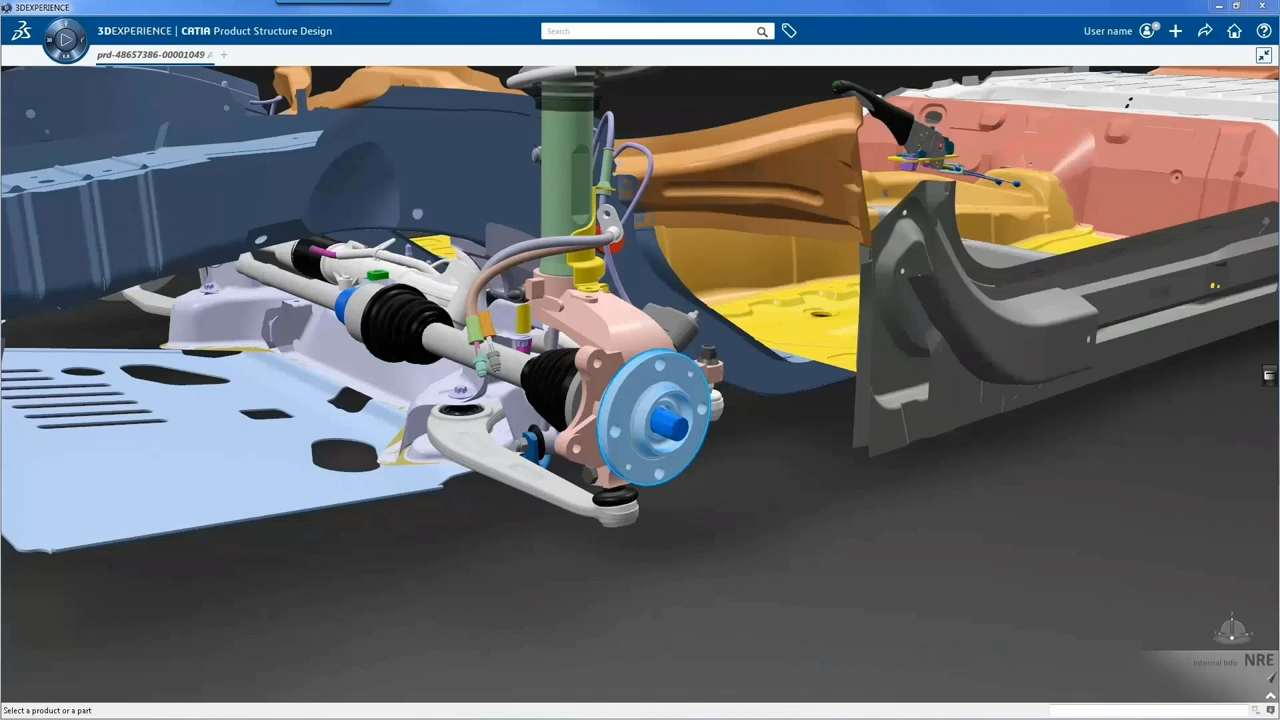 3DEXPERIENCE
3DEXPERIENCE | CATIA Product Structure Design
Search
User name
prd-48657386-00001049 A
Internal Info NRE
Select a product or a part